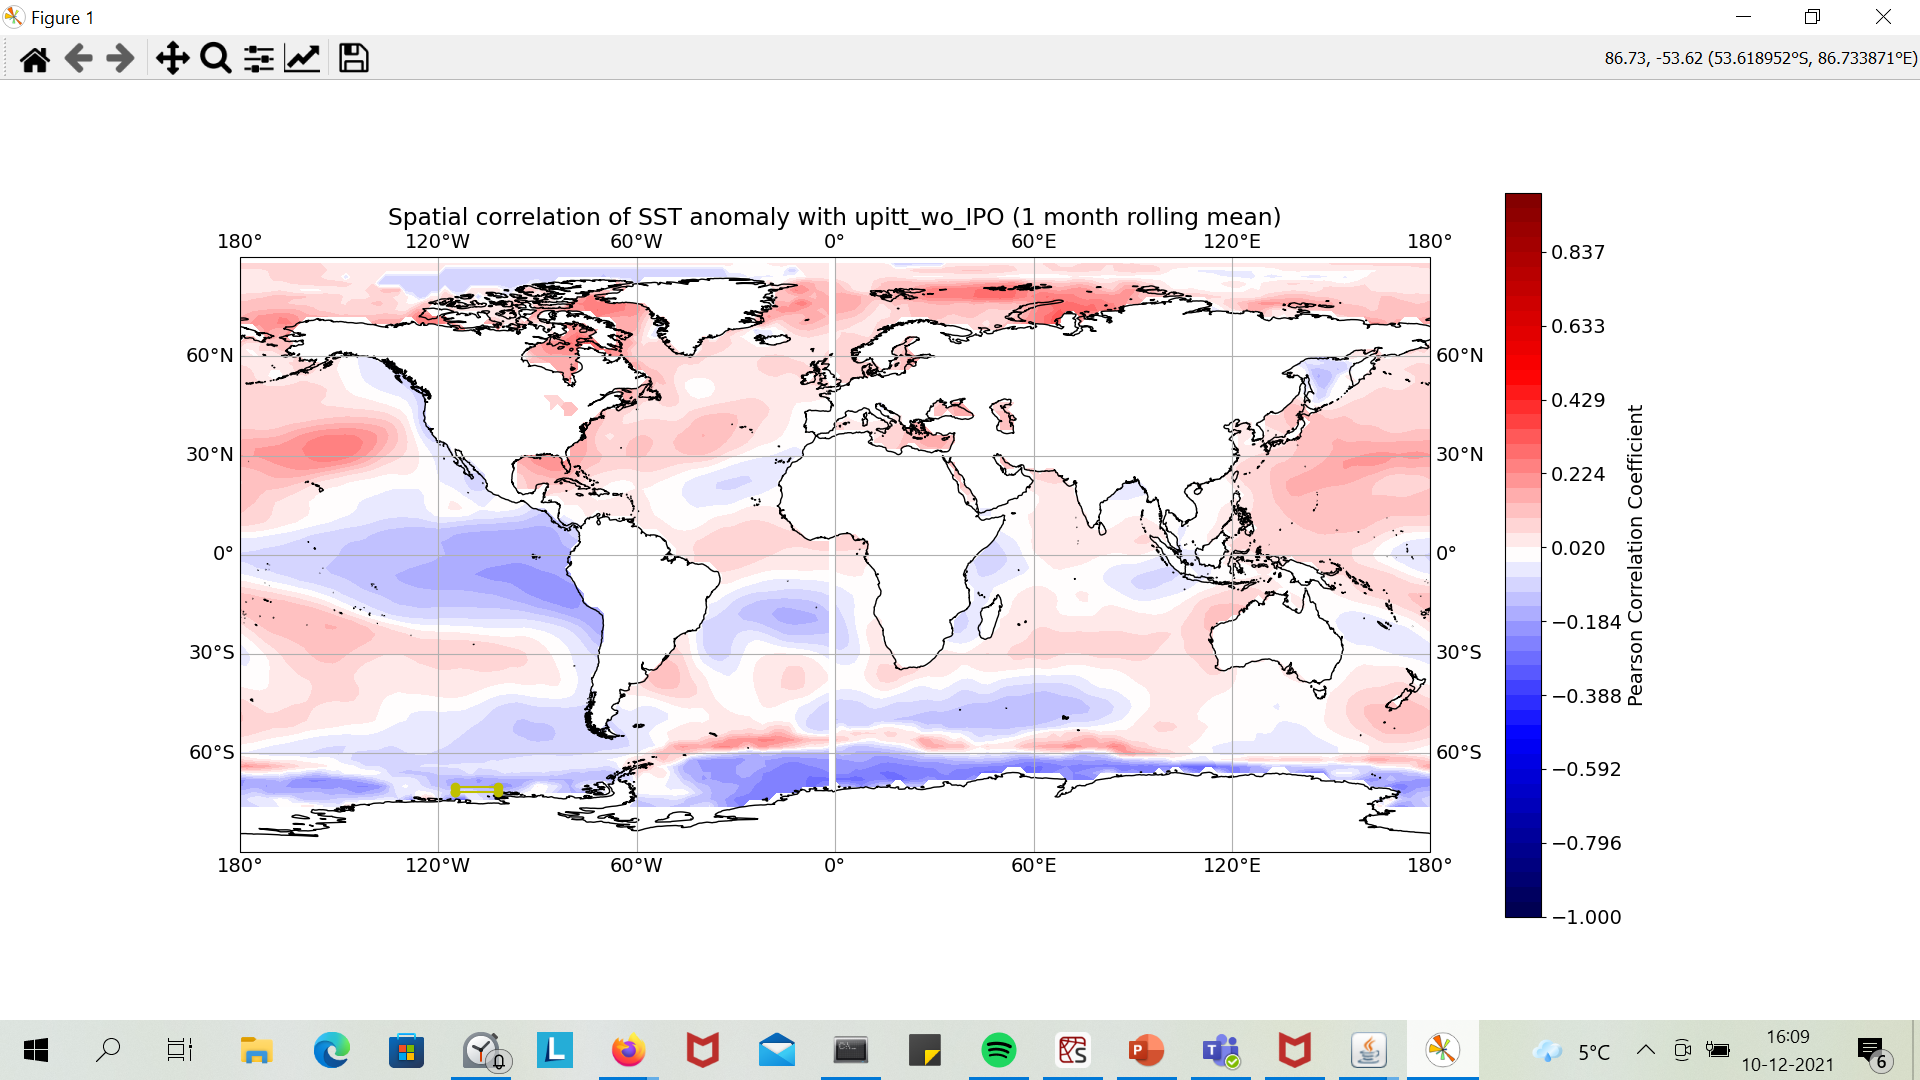 Figure 1
86.73, -53.62 (53.618952°S, 86.733871°E)
Spatial correlation of SST anomaly with upitt_wo_IPO (1 month rolling mean)
180° 120°W 60°W 0° 60°E 120°E 180°
60°N 60°N
30°N 30°N
0° 0°
30°S 30°S
60°S 60°S
180° 120°W 60°W 0° 60°E 120°E 180°
0.837
0.633
0.429
0.224
0.020
−0.184
−0.388
−0.592
−0.796
−1.000
Pearson Correlation Coefficient
L
C:\_
P
T
5°C
16:09
10-12-2021
6